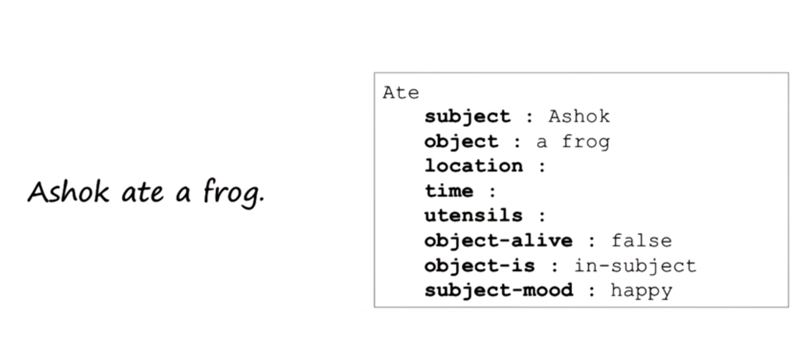 Ashok ate a frog.
Ate
subject : Ashok
object : a frog
location :
time :
utensils :
object-alive : false
object-is : in-subject
subject-mood : happy